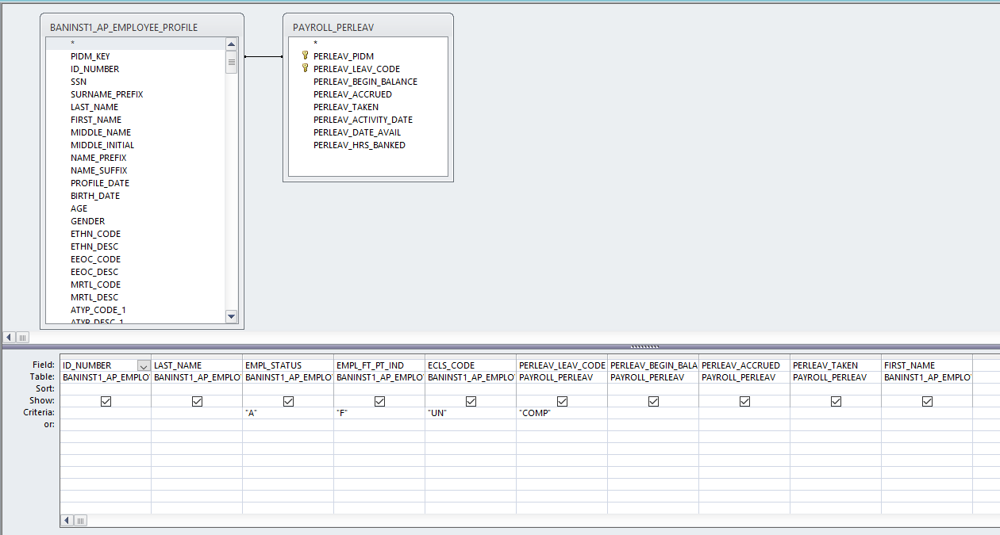 BANINST1_AP_EMPLOYEE_PROFILE
*
PIDM_KEY
ID_NUMBER
SSN
SURNAME_PREFIX
LAST_NAME
FIRST_NAME
MIDDLE_NAME
MIDDLE_INITIAL
NAME_PREFIX
NAME_SUFFIX
PROFILE_DATE
BIRTH_DATE
AGE
GENDER
ETHN_CODE
ETHN_DESC
EEOC_CODE
EEOC_DESC
MRTL_CODE
MRTL_DESC
ATYP_CODE_1
ATYP_DESC_1
PAYROLL_PERLEAV
*
PERLEAV_PIDM
PERLEAV_LEAV_CODE
PERLEAV_BEGIN_BALANCE
PERLEAV_ACCRUED
PERLEAV_TAKEN
PERLEAV_ACTIVITY_DATE
PERLEAV_DATE_AVAIL
PERLEAV_HRS_BANKED
Field: ID_NUMBER LAST_NAME EMPL_STATUS EMPL_FT_PT_IND ECLS_CODE PERLEAV_LEAV_CODE PERLEAV_BEGIN_BALA PERLEAV_ACCRUED PERLEAV_TAKEN FIRST_NAME
Table: BANINST1_AP_EMPLO BANINST1_AP_EMPLO BANINST1_AP_EMPLO BANINST1_AP_EMPLO BANINST1_AP_EMPLO PAYROLL_PERLEAV PAYROLL_PERLEAV PAYROLL_PERLEAV PAYROLL_PERLEAV BANINST1_AP_EMPLO
Sort:
Show:
Criteria: "A" "F" "UN" "COMP"
or: